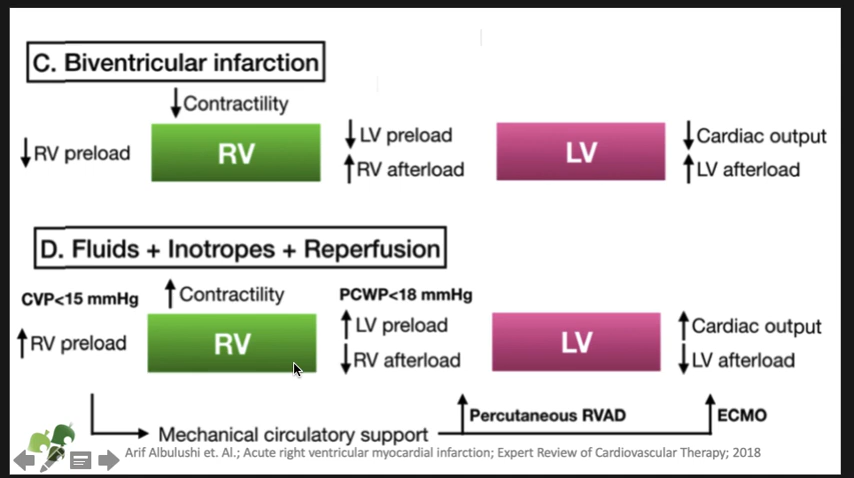 C. Biventricular infarction
↓Contractility
↓RV preload
RV
↓LV preload
↑RV afterload
LV
↓Cardiac output
↑LV afterload
D. Fluids + Inotropes + Reperfusion
CVP<15 mmHg
↑Contractility
PCWP<18 mmHg
↑RV preload
RV
↑LV preload
↓RV afterload
LV
↑Cardiac output
↓LV afterload
Mechanical circulatory support
Percutaneous RVAD
ECMO
Arif Albulushi et. Al.; Acute right ventricular myocardial infarction; Expert Review of Cardiovascular Therapy; 2018